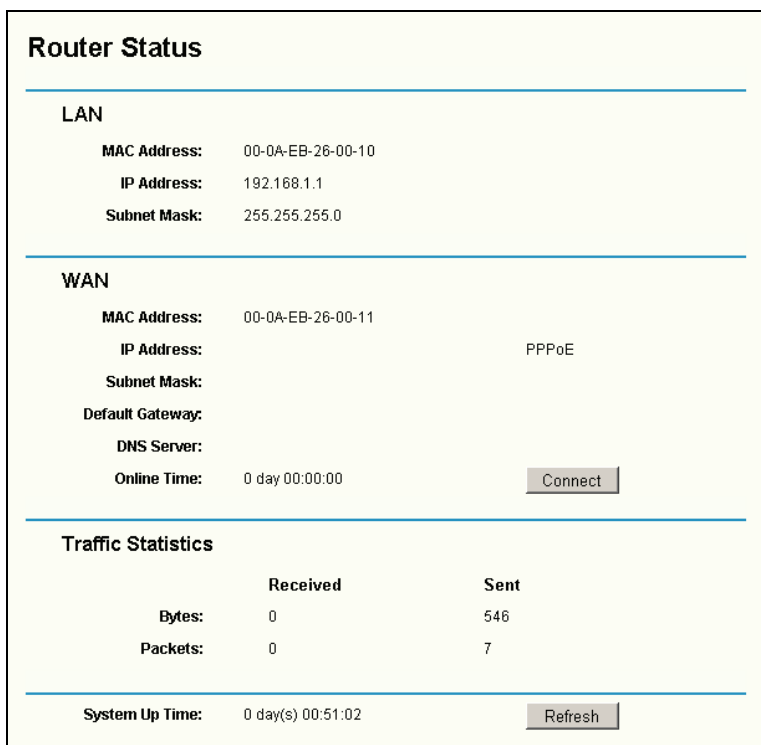 Router Status
LAN
MAC Address: 00-0A-EB-26-00-10
IP Address: 192.168.1.1
Subnet Mask: 255.255.255.0
WAN
MAC Address: 00-0A-EB-26-00-11
IP Address: PPPoE
Subnet Mask:
Default Gateway:
DNS Server:
Online Time: 0 day 00:00:00 Connect
Traffic Statistics
Received Sent
Bytes: 0 546
Packets: 0 7
System Up Time: 0 day(s) 00:51:02 Refresh